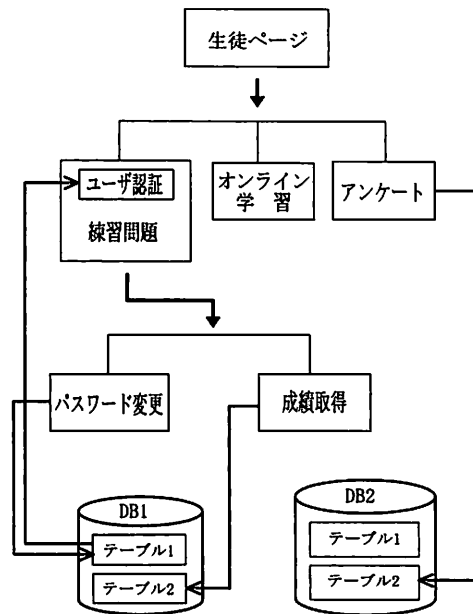 生徒ページ
ユーザ認証
練習問題
オンライン
学 習
アンケート
パスワード変更
成績取得
DB1
テーブル1
テーブル2
DB2
テーブル1
テーブル2